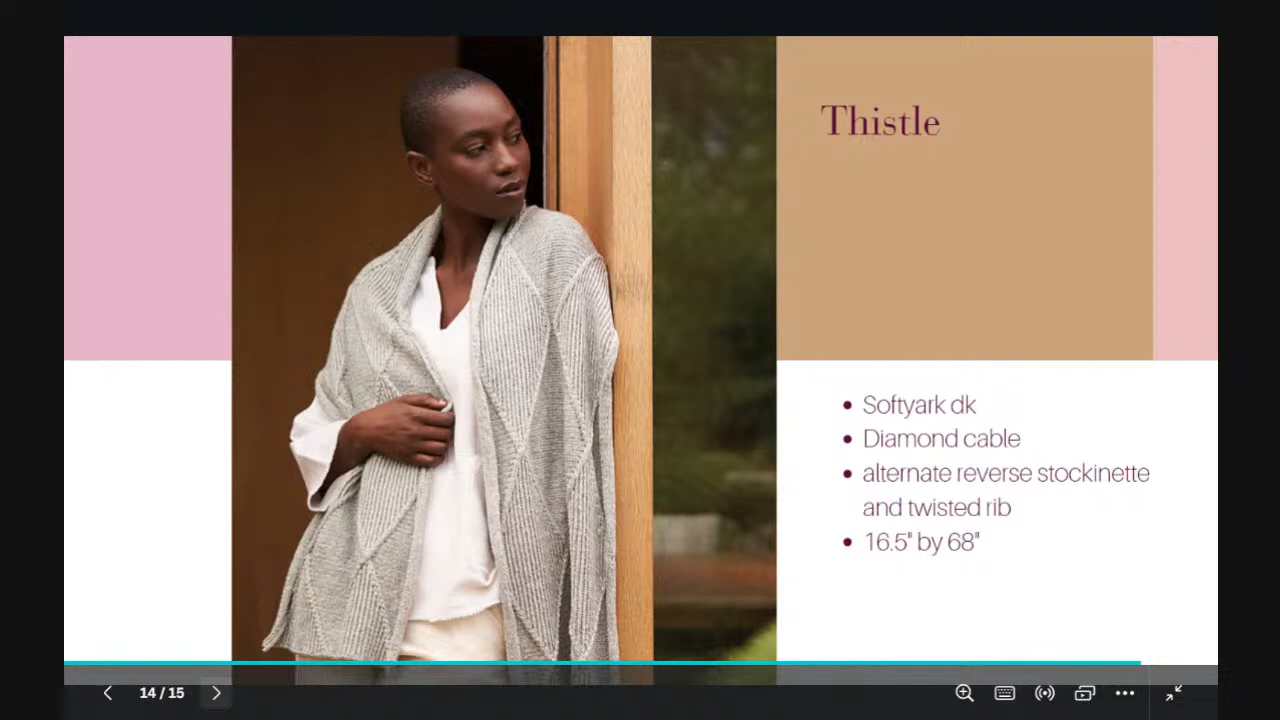 Thistle
• Softyark dk
• Diamond cable
• alternate reverse stockinette
and twisted rib
• 16.5" by 68"
14 / 15